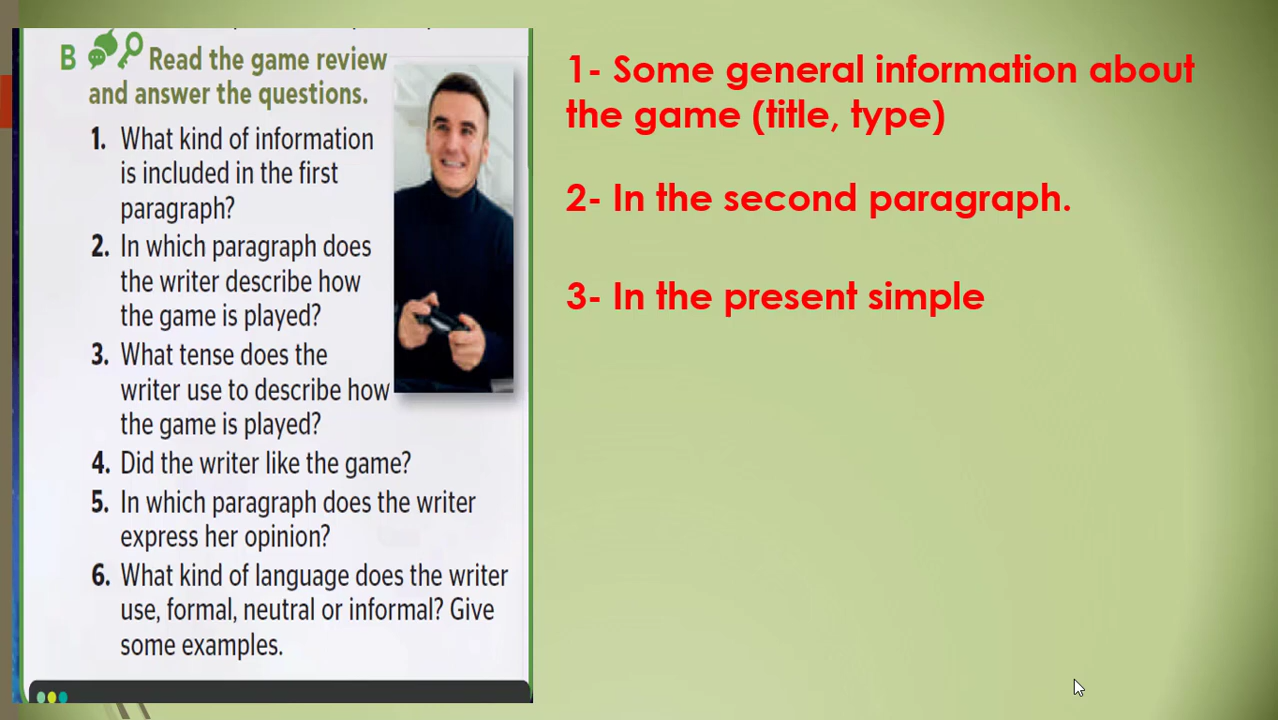 B Read the game review
and answer the questions.
1. What kind of information
is included in the first
paragraph?
2. In which paragraph does
the writer describe how
the game is played?
3. What tense does the
writer use to describe how
the game is played?
4. Did the writer like the game?
5. In which paragraph does the writer
express her opinion?
6. What kind of language does the writer
use, formal, neutral or informal? Give
some examples.
1- Some general information about
the game (title, type)
2- In the second paragraph.
3- In the present simple